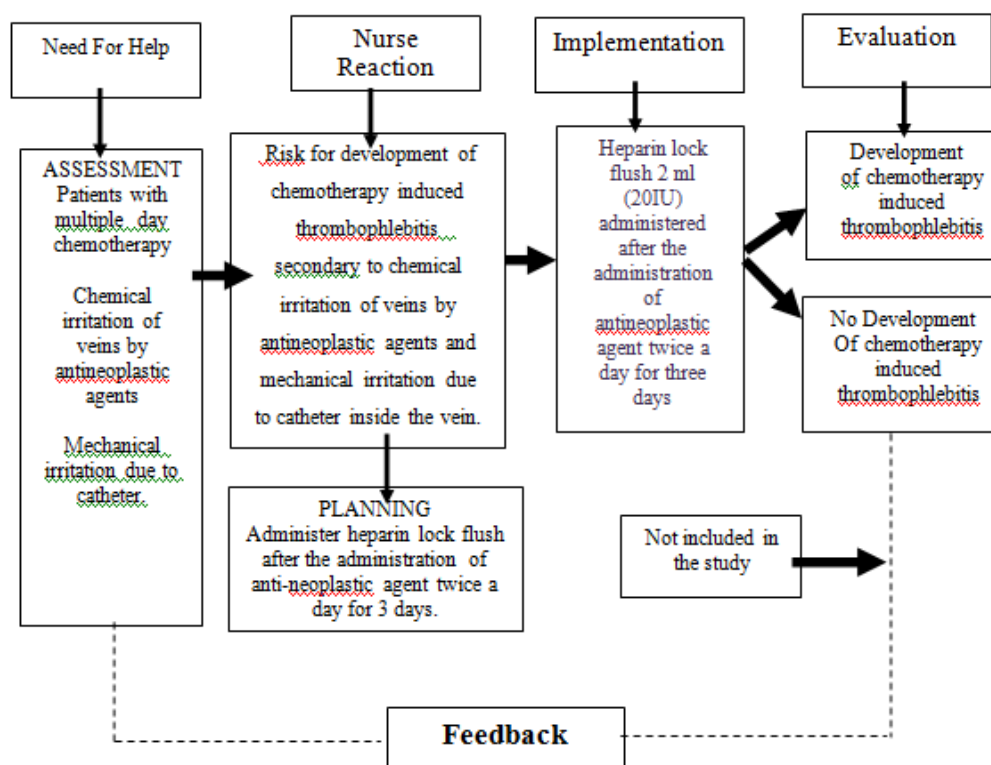 Need For Help
Nurse
Reaction
Implementation
Evaluation
ASSESSMENT
Patients with
multiple day
chemotherapy
Chemical
irritation of
veins by
antineoplastic
agents
Mechanical
irritation due to
catheter.
Risk for development of
chemotherapy induced
thrombophlebitis
secondary to chemical
irritation of veins by
antineoplastic agents and
mechanical irritation due
to catheter inside the vein.
PLANNING
Administer heparin lock flush
after the administration of
anti-neoplastic agent twice a
day for 3 days.
Heparin lock
flush 2 ml
(20IU)
administered
after the
administration
of
antineoplastic
agent twice a
day for three
days
Development
of chemotherapy
induced
thrombophlebitis
No Development
Of chemotherapy
induced
thrombophlebitis
Not included in
the study
Feedback